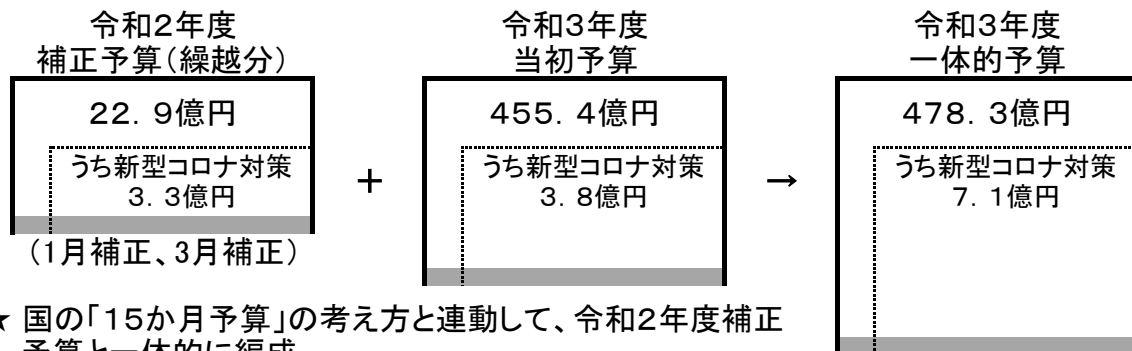 令和2年度
補正予算(繰越分)
22.9億円
うち新型コロナ対策
3.3億円
(1月補正、3月補正)
+
令和3年度
当初予算
455.4億円
うち新型コロナ対策
3.8億円
→
令和3年度
一体的予算
478.3億円
うち新型コロナ対策
7.1億円
★ 国の「15か月予算」の考え方と連動して、令和2年度補正
予算と一体的に編成